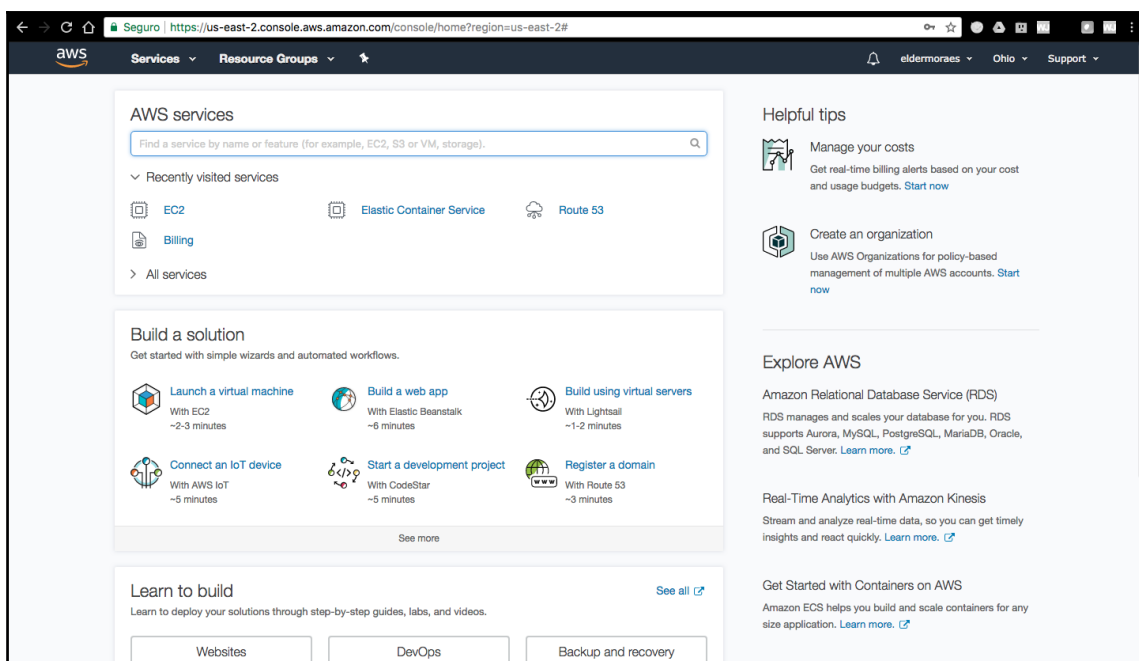 Seguro | https://us-east-2.console.aws.amazon.com/console/home?region=us-east-2#
aws Services Resource Groups eldermoraes Ohio Support
AWS services
Find a service by name or feature (for example, EC2, S3 or VM, storage).
Recently visited services
EC2 Elastic Container Service Route 53
Billing
All services
Build a solution
Get started with simple wizards and automated workflows.
Launch a virtual machine
With EC2
~2-3 minutes
Build a web app
With Elastic Beanstalk
~6 minutes
Build using virtual servers
With Lightsail
~1-2 minutes
Connect an IoT device
With AWS IoT
~5 minutes
Start a development project
With CodeStar
~5 minutes
Register a domain
With Route 53
~3 minutes
See more
Learn to build
See all
Learn to deploy your solutions through step-by-step guides, labs, and videos.
Websites DevOps Backup and recovery
Helpful tips
Manage your costs
Get real-time billing alerts based on your cost
and usage budgets. Start now
Create an organization
Use AWS Organizations for policy-based
management of multiple AWS accounts. Start
now
Explore AWS
Amazon Relational Database Service (RDS)
RDS manages and scales your database for you. RDS
supports Aurora, MySQL, PostgreSQL, MariaDB, Oracle,
and SQL Server. Learn more.
Real-Time Analytics with Amazon Kinesis
Stream and analyze real-time data, so you can get timely
insights and react quickly. Learn more.
Get Started with Containers on AWS
Amazon ECS helps you build and scale containers for any
size application. Learn more.